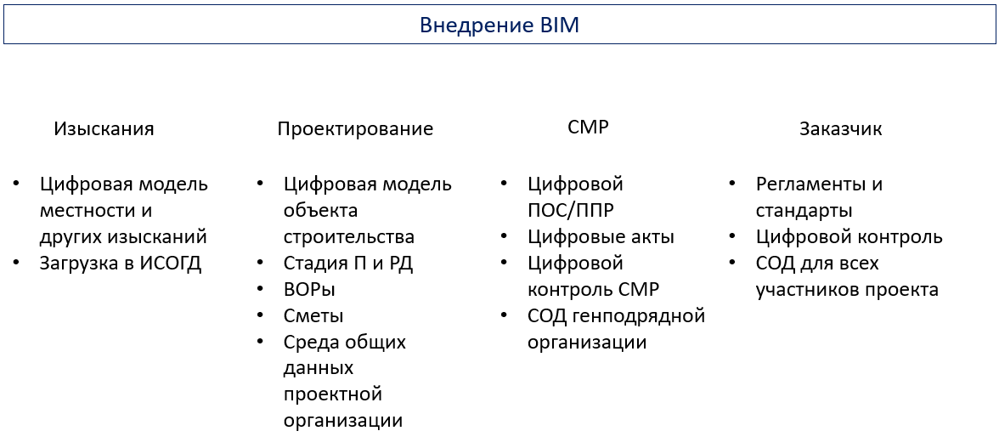 Внедрение BIM
Изыскания
• Цифровая модель
местности и
других изысканий
• Загрузка в ИСОГД
Проектирование
• Цифровая модель
объекта
строительства
• Стадия П и РД
• ВОРы
• Сметы
• Среда общих
данных
проектной
организации
СМР
• Цифровой
ПОС/ППР
• Цифровые акты
• Цифровой
контроль СМР
• СОД генподрядной
организации
Заказчик
• Регламенты и
стандарты
• Цифровой контроль
• СОД для всех
участников проекта